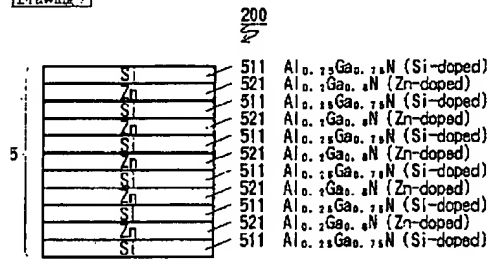 200
Si 511 Al0.25Ga0.75N (Si-doped)
Zn 521 Al0.2Ga0.8N (Zn-doped)
Si 511 Al0.25Ga0.75N (Si-doped)
Zn 521 Al0.2Ga0.8N (Zn-doped)
Si 511 Al0.25Ga0.75N (Si-doped)
5 Zn 521 Al0.2Ga0.8N (Zn-doped)
Si 511 Al0.25Ga0.75N (Si-doped)
Zn 521 Al0.2Ga0.8N (Zn-doped)
Si 511 Al0.25Ga0.75N (Si-doped)
Zn 521 Al0.2Ga0.8N (Zn-doped)
Si 511 Al0.25Ga0.75N (Si-doped)